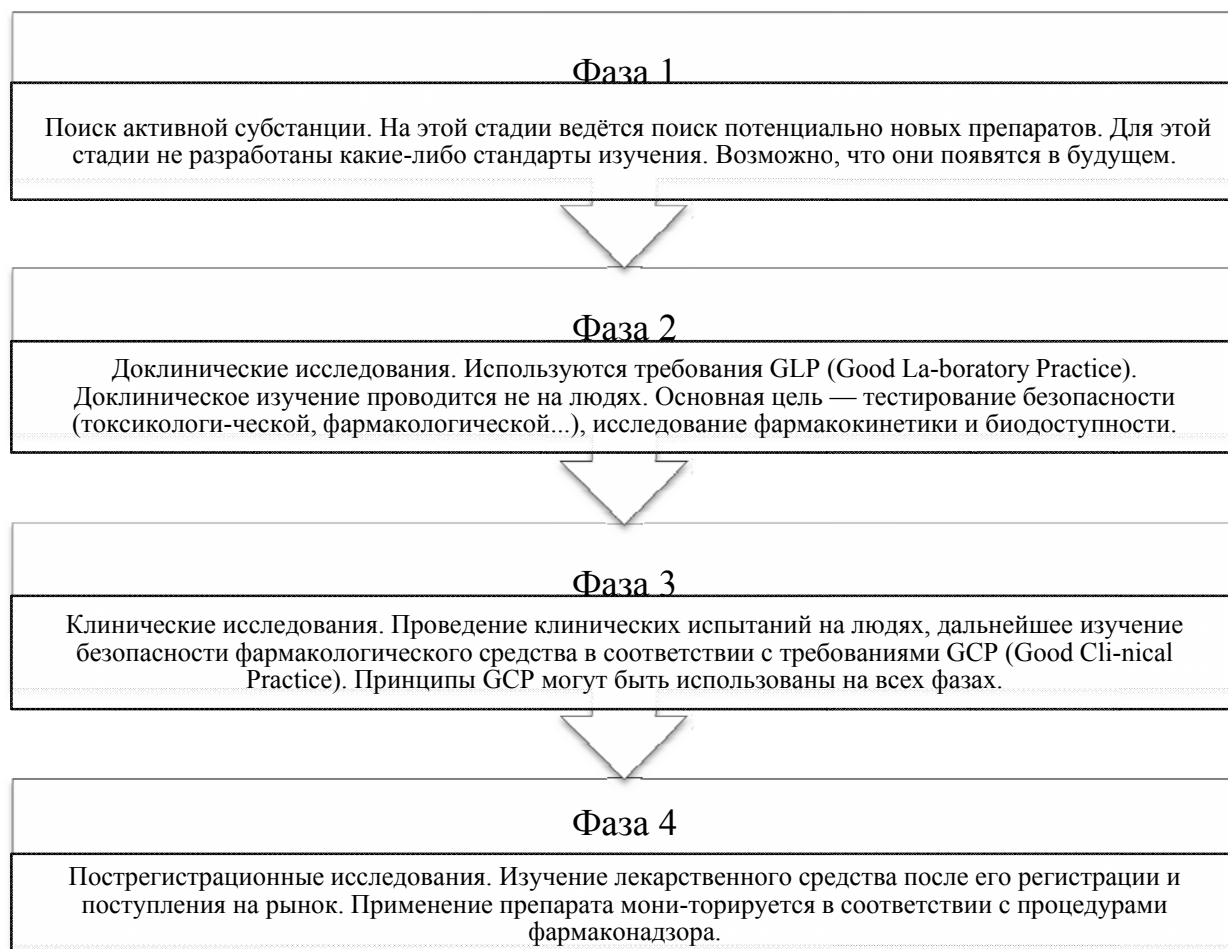 Фаза 1
Поиск активной субстанции. На этой стадии ведётся поиск потенциально новых препаратов. Для этой
стадии не разработаны какие-либо стандарты изучения. Возможно, что они появятся в будущем.
Фаза 2
Доклинические исследования. Используются требования GLP (Good La-boratory Practice).
Доклиническое изучение проводится не на людях. Основная цель — тестирование безопасности
(токсикологи-ческой, фармакологической...), исследование фармакокинетики и биодоступности.
Фаза 3
Клинические исследования. Проведение клинических испытаний на людях, дальнейшее изучение
безопасности фармакологического средства в соответствии с требованиями GCP (Good Cli-nical
Practice). Принципы GCP могут быть использованы на всех фазах.
Фаза 4
Пострегистрационные исследования. Изучение лекарственного средства после его регистрации и
поступления на рынок. Применение препарата мони-торируется в соответствии с процедурами
фармаконадзора.